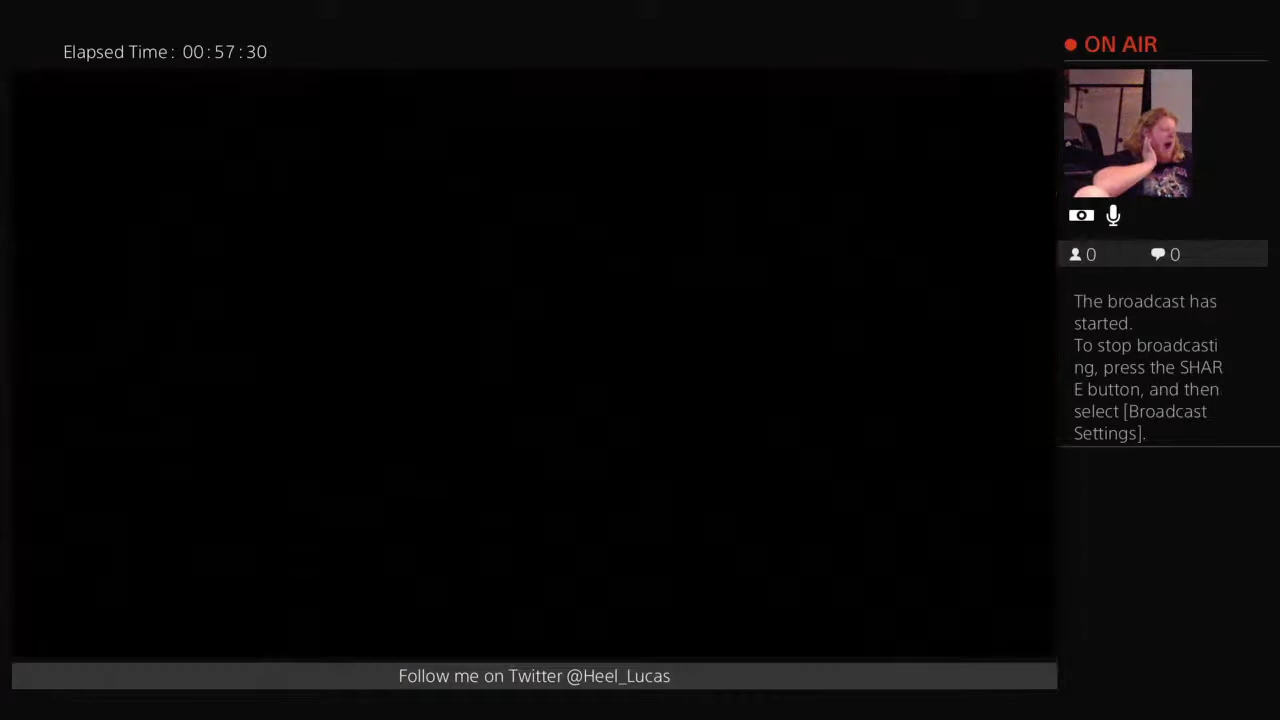 Elapsed Time: 00:57:30
ON AIR
0 0
The broadcast has
started.
To stop broadcasti
ng, press the SHAR
E button, and then
select [Broadcast
Settings].
Follow me on Twitter @Heel_Lucas